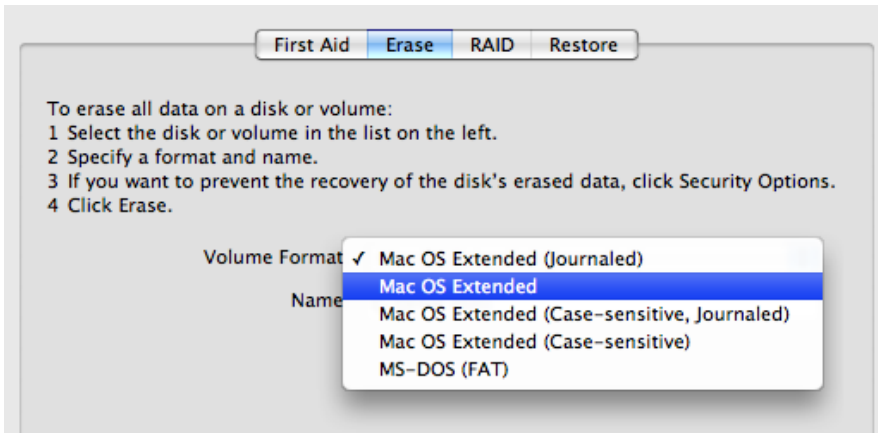 First Aid Erase RAID Restore
To erase all data on a disk or volume:
1 Select the disk or volume in the list on the left.
2 Specify a format and name.
3 If you want to prevent the recovery of the disk's erased data, click Security Options.
4 Click Erase.
Volume Format ✓ Mac OS Extended (Journaled)
Mac OS Extended
Name
Mac OS Extended (Case-sensitive, Journaled)
Mac OS Extended (Case-sensitive)
MS-DOS (FAT)